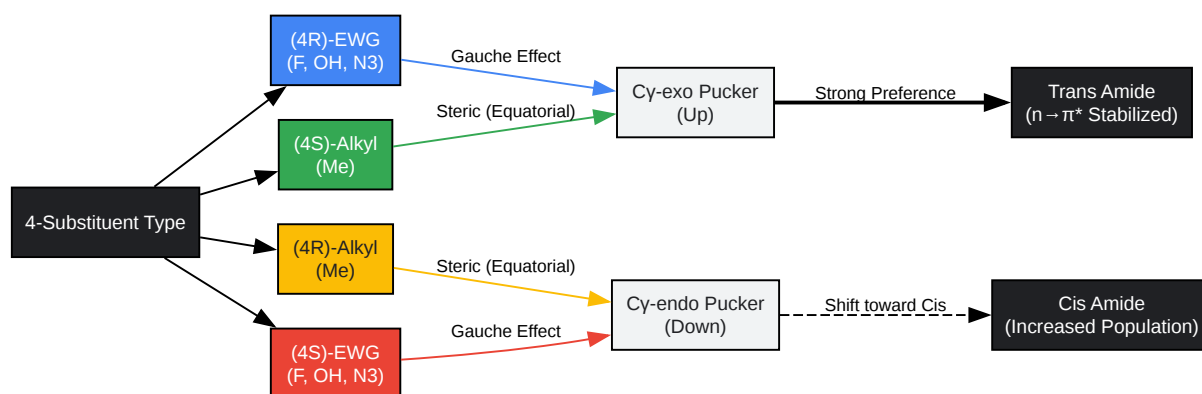 (4R)-EWG
(F, OH, N3)
Gauche Effect
Cγ-exo Pucker
(Up)
Strong Preference
Trans Amide
(n→π* Stabilized)
Steric (Equatorial)
(4S)-Alkyl
(Me)
4-Substituent Type
(4R)-Alkyl
(Me)
Steric (Equatorial)
Cγ-endo Pucker
(Down)
Shift toward Cis
Cis Amide
(Increased Population)
Gauche Effect
(4S)-EWG
(F, OH, N3)